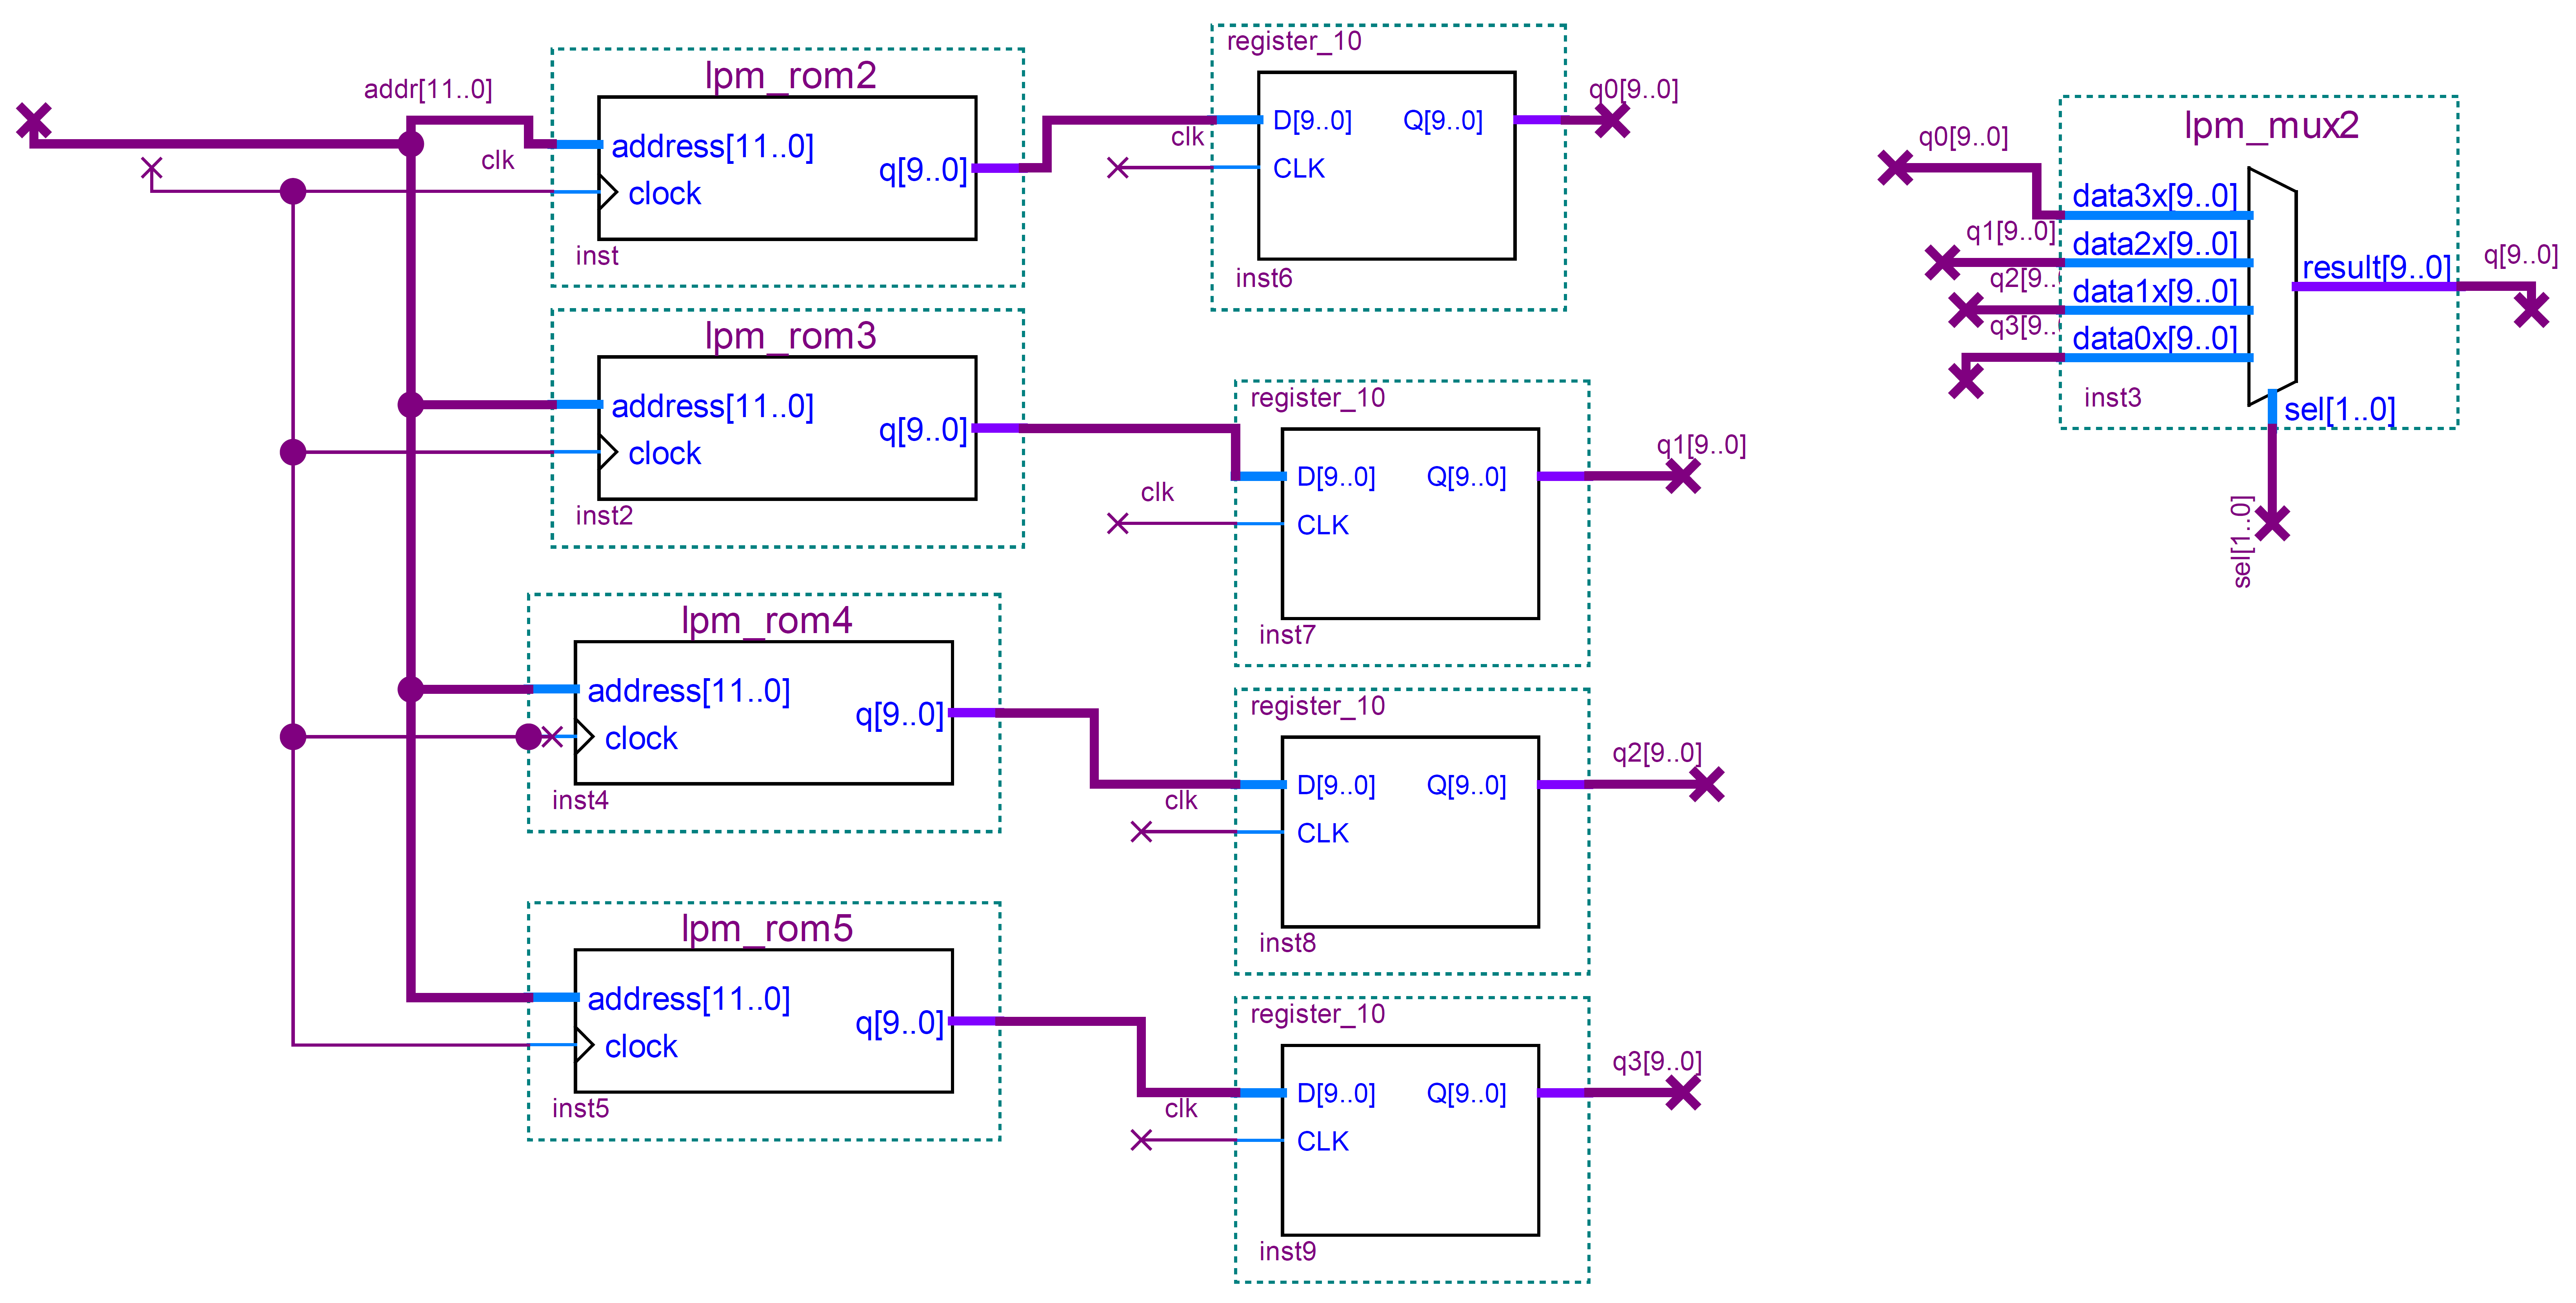 addr[11..0]
clk
lpm_rom2
address[11..0]
q[9..0]
clock
inst
register_10
clk
D[9..0]
Q[9..0]
CLK
inst6
q0[9..0]
lpm_rom3
address[11..0]
q[9..0]
clock
inst2
register_10
clk
D[9..0]
Q[9..0]
CLK
inst7
q1[9..0]
lpm_rom4
address[11..0]
q[9..0]
clock
inst4
register_10
clk
D[9..0]
Q[9..0]
CLK
inst8
q2[9..0]
lpm_rom5
address[11..0]
q[9..0]
clock
inst5
register_10
clk
D[9..0]
Q[9..0]
CLK
inst9
q3[9..0]
lpm_mux2
q0[9..0]
data3x[9..0]
q1[9..0]
data2x[9..0]
q2[9..
data1x[9..0]
q3[9..
data0x[9..0]
result[9..0]
q[9..0]
inst3
sel[1..0]
sel[1..0]